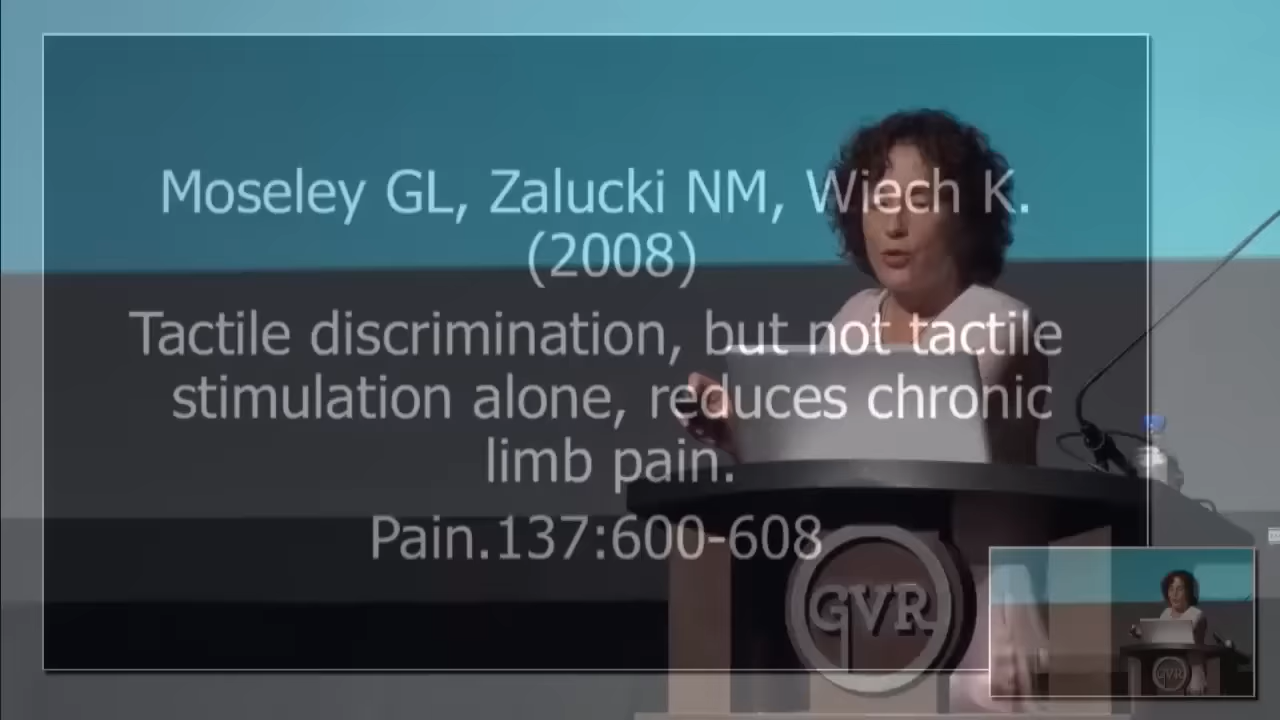 Moseley GL, Zalucki NM, Wiech K.
(2008)
Tactile discrimination, but not tactile
stimulation alone, reduces chronic
limb pain.
Pain.137:600-608
GVR
GVR